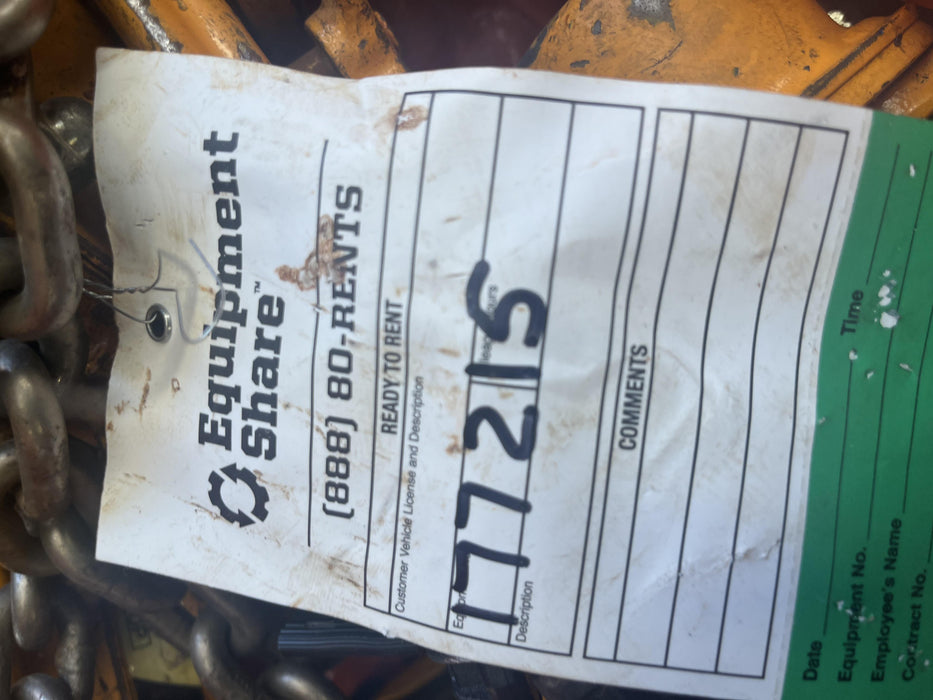 Equipment
Share™
(888) 80-RENTS
READY TO RENT
Customer Vehicle License and Description
177215
Description
COMMENTS
Date Time
Equipment No.
Employee's Name
Contract No.